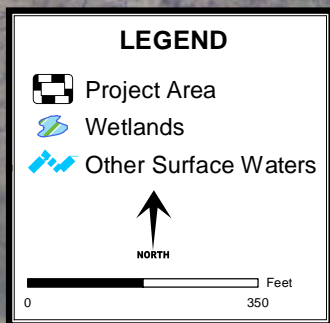 LEGEND
Project Area
Wetlands
Other Surface Waters
NORTH
Feet
0 350